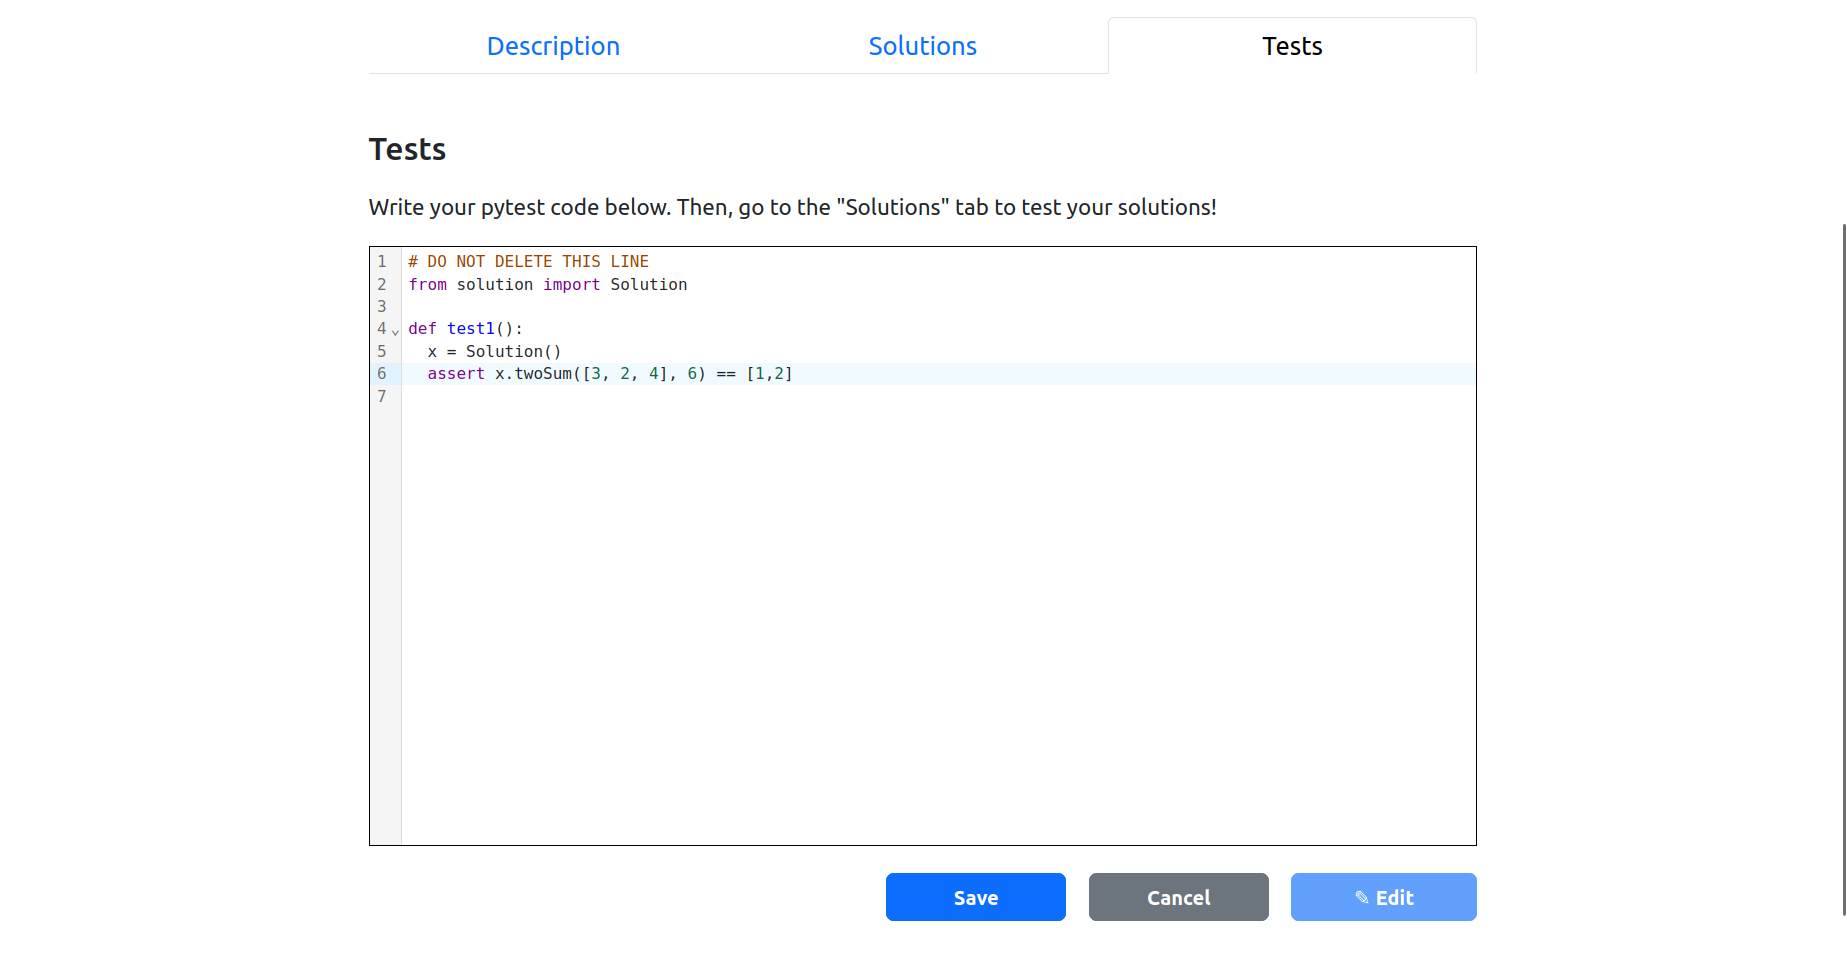 Description Solutions Tests
Tests
Write your pytest code below. Then, go to the "Solutions" tab to test your solutions!
1 # DO NOT DELETE THIS LINE
2 from solution import Solution
3
4 def test1():
5 x = Solution()
6 assert x.twoSum([3, 2, 4], 6) == [1,2]
7
Save Cancel ✎ Edit